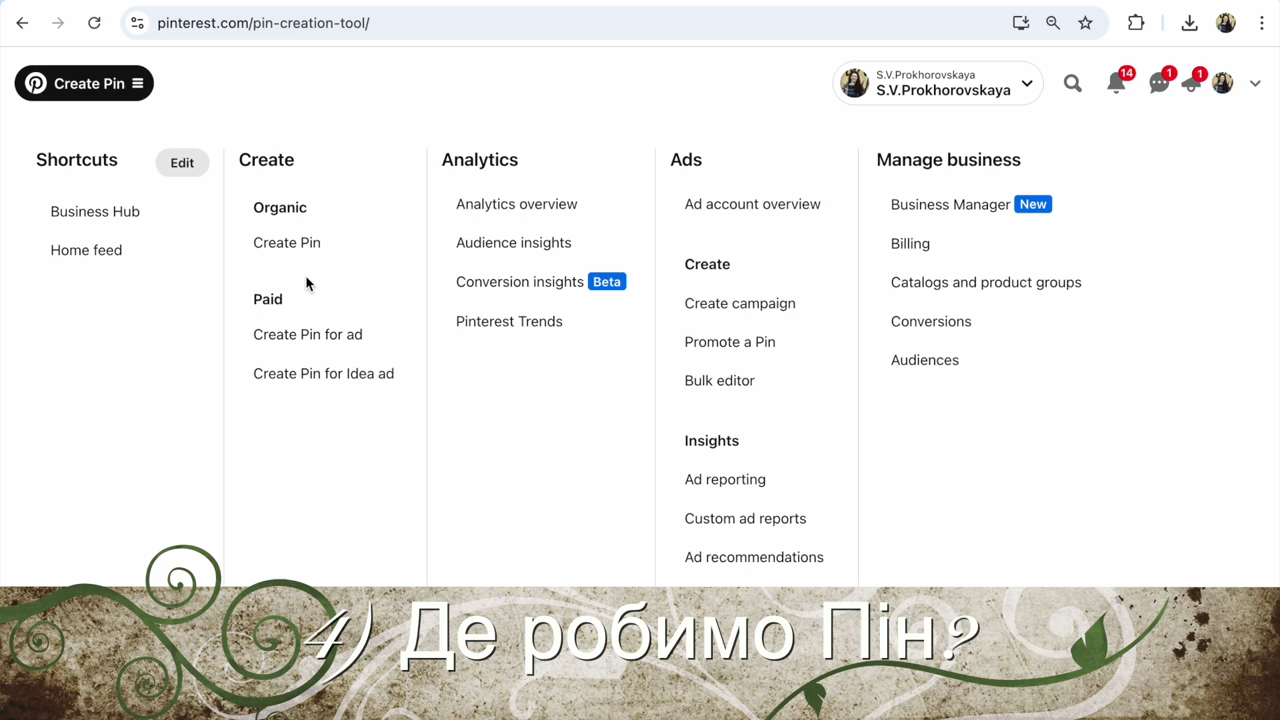 pinterest.com/pin-creation-tool/
Create Pin
S.V.Prokhorovskaya
S.V.Prokhorovskaya
14
1
1
Shortcuts
Edit
Business Hub
Home feed
Create
Organic
Create Pin
Paid
Create Pin for ad
Create Pin for Idea ad
Analytics
Analytics overview
Audience insights
Conversion insights Beta
Pinterest Trends
Ads
Ad account overview
Create
Create campaign
Promote a Pin
Bulk editor
Insights
Ad reporting
Custom ad reports
Ad recommendations
Manage business
Business Manager New
Billing
Catalogs and product groups
Conversions
Audiences
4) Де робимо Пін?